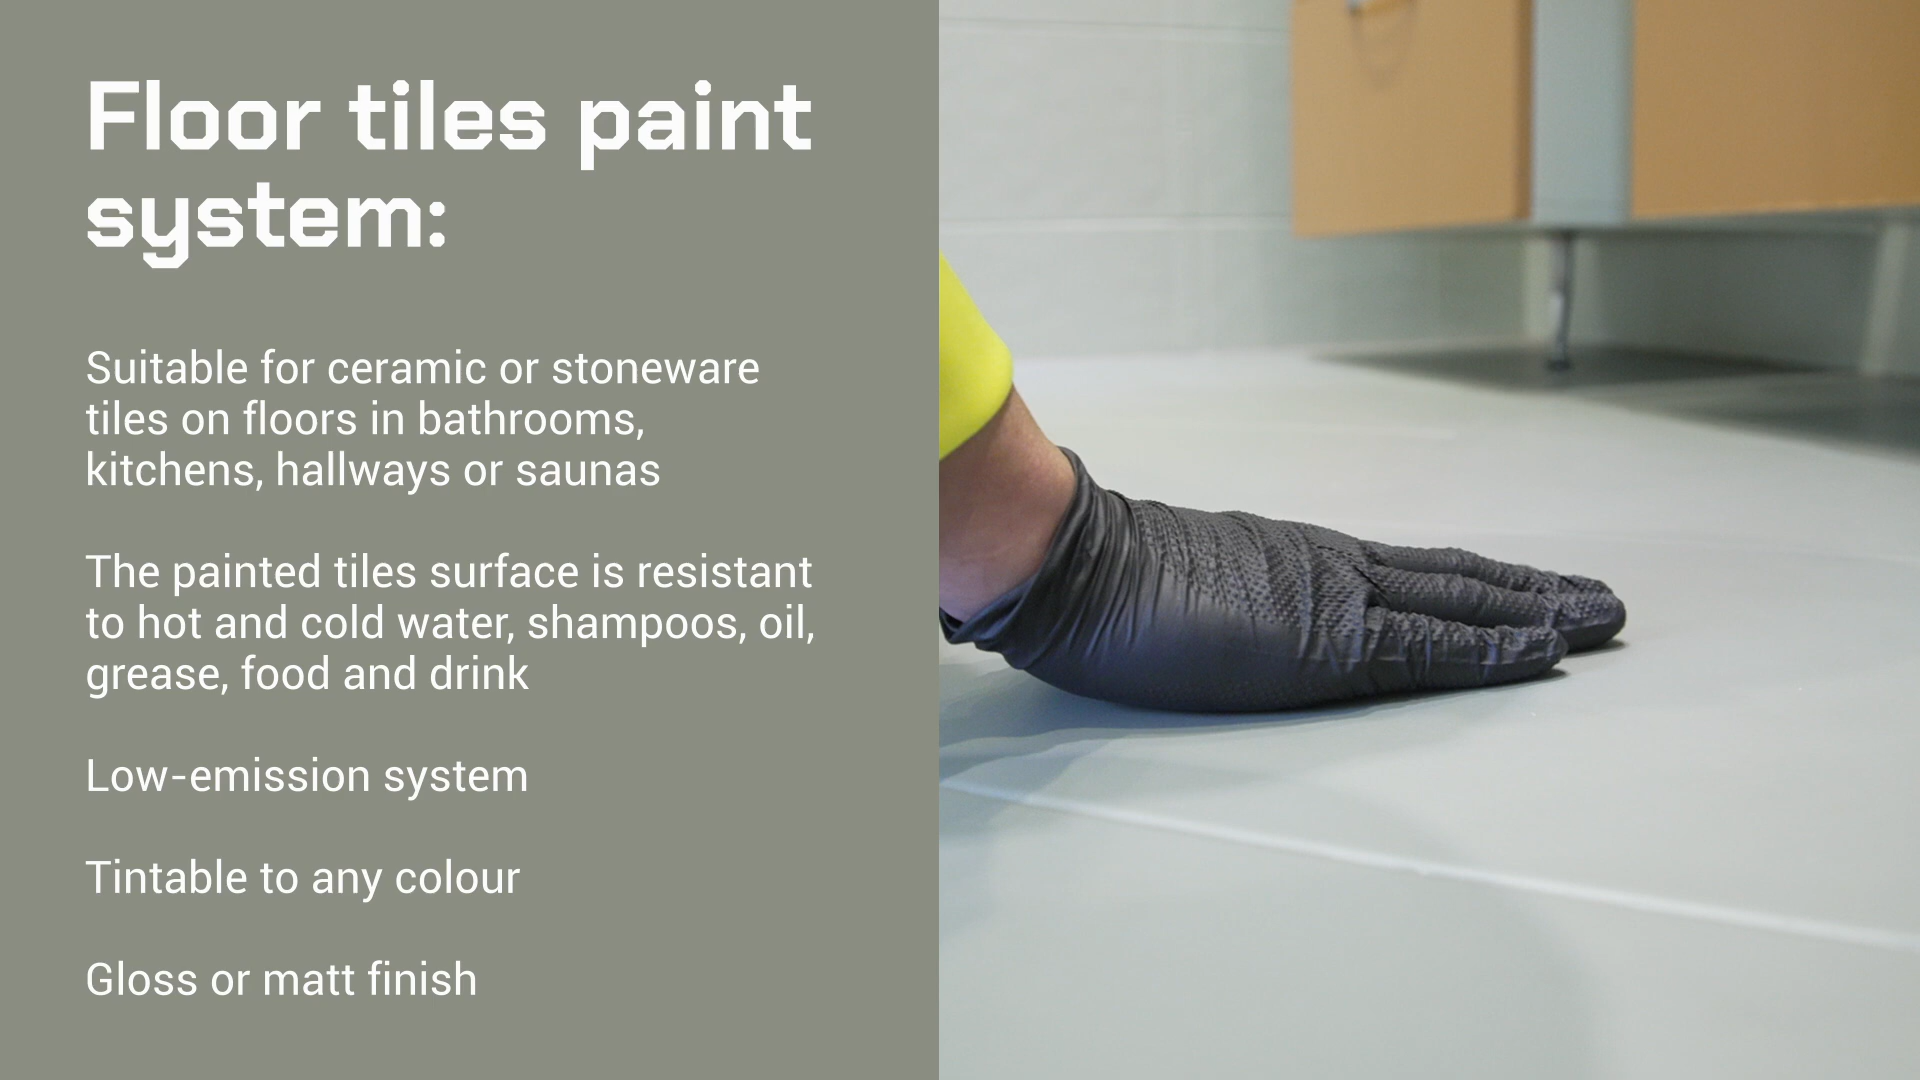 Floor tiles paint
system:
Suitable for ceramic or stoneware
tiles on floors in bathrooms,
kitchens, hallways or saunas
The painted tiles surface is resistant
to hot and cold water, shampoos, oil,
grease, food and drink
Low-emission system
Tintable to any colour
Gloss or matt finish